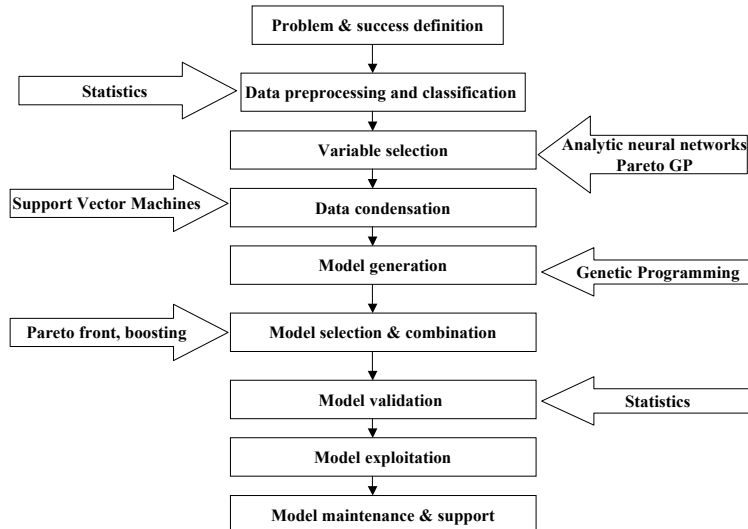 Problem & success definition
Statistics
Data preprocessing and classification
Variable selection
Analytic neural networks
Pareto GP
Support Vector Machines
Data condensation
Model generation
Genetic Programming
Pareto front, boosting
Model selection & combination
Model validation
Statistics
Model exploitation
Model maintenance & support